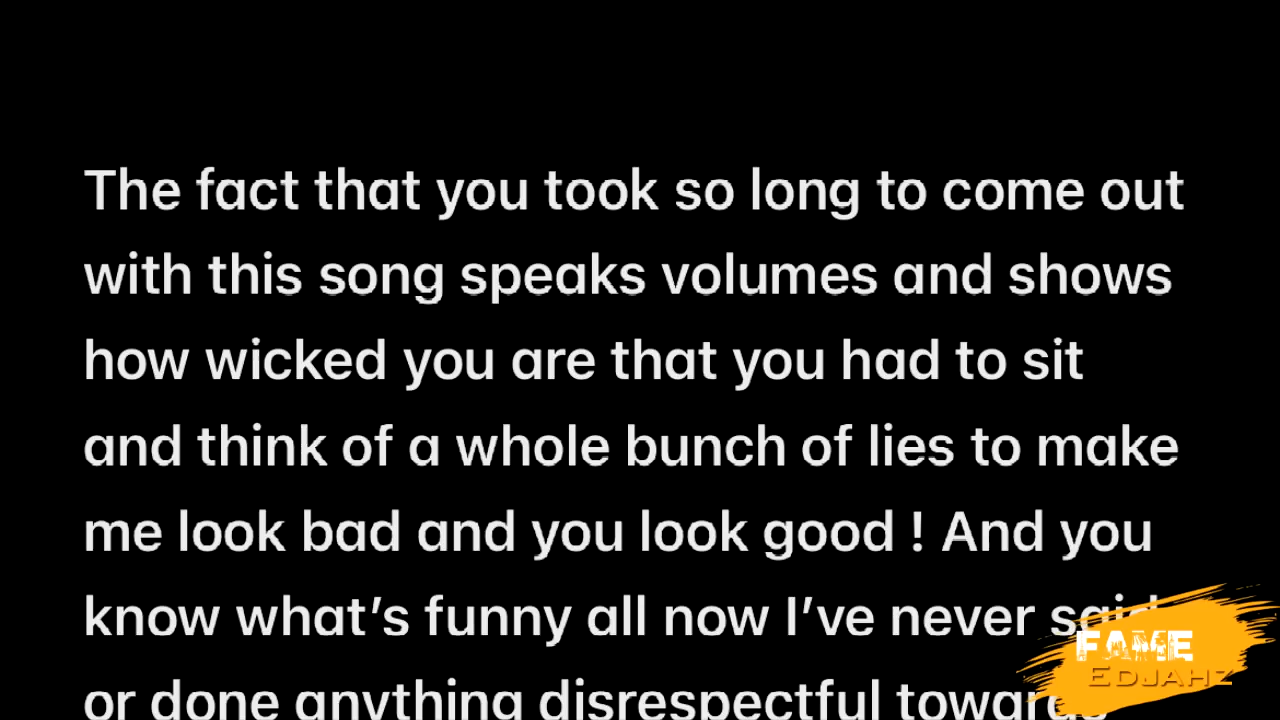 The fact that you took so long to come out
with this song speaks volumes and shows
how wicked you are that you had to sit
and think of a whole bunch of lies to make
me look bad and you look good ! And you
know what’s funny all now I’ve never said
or done anything disrespectful towards
FAME
EDJAHZ